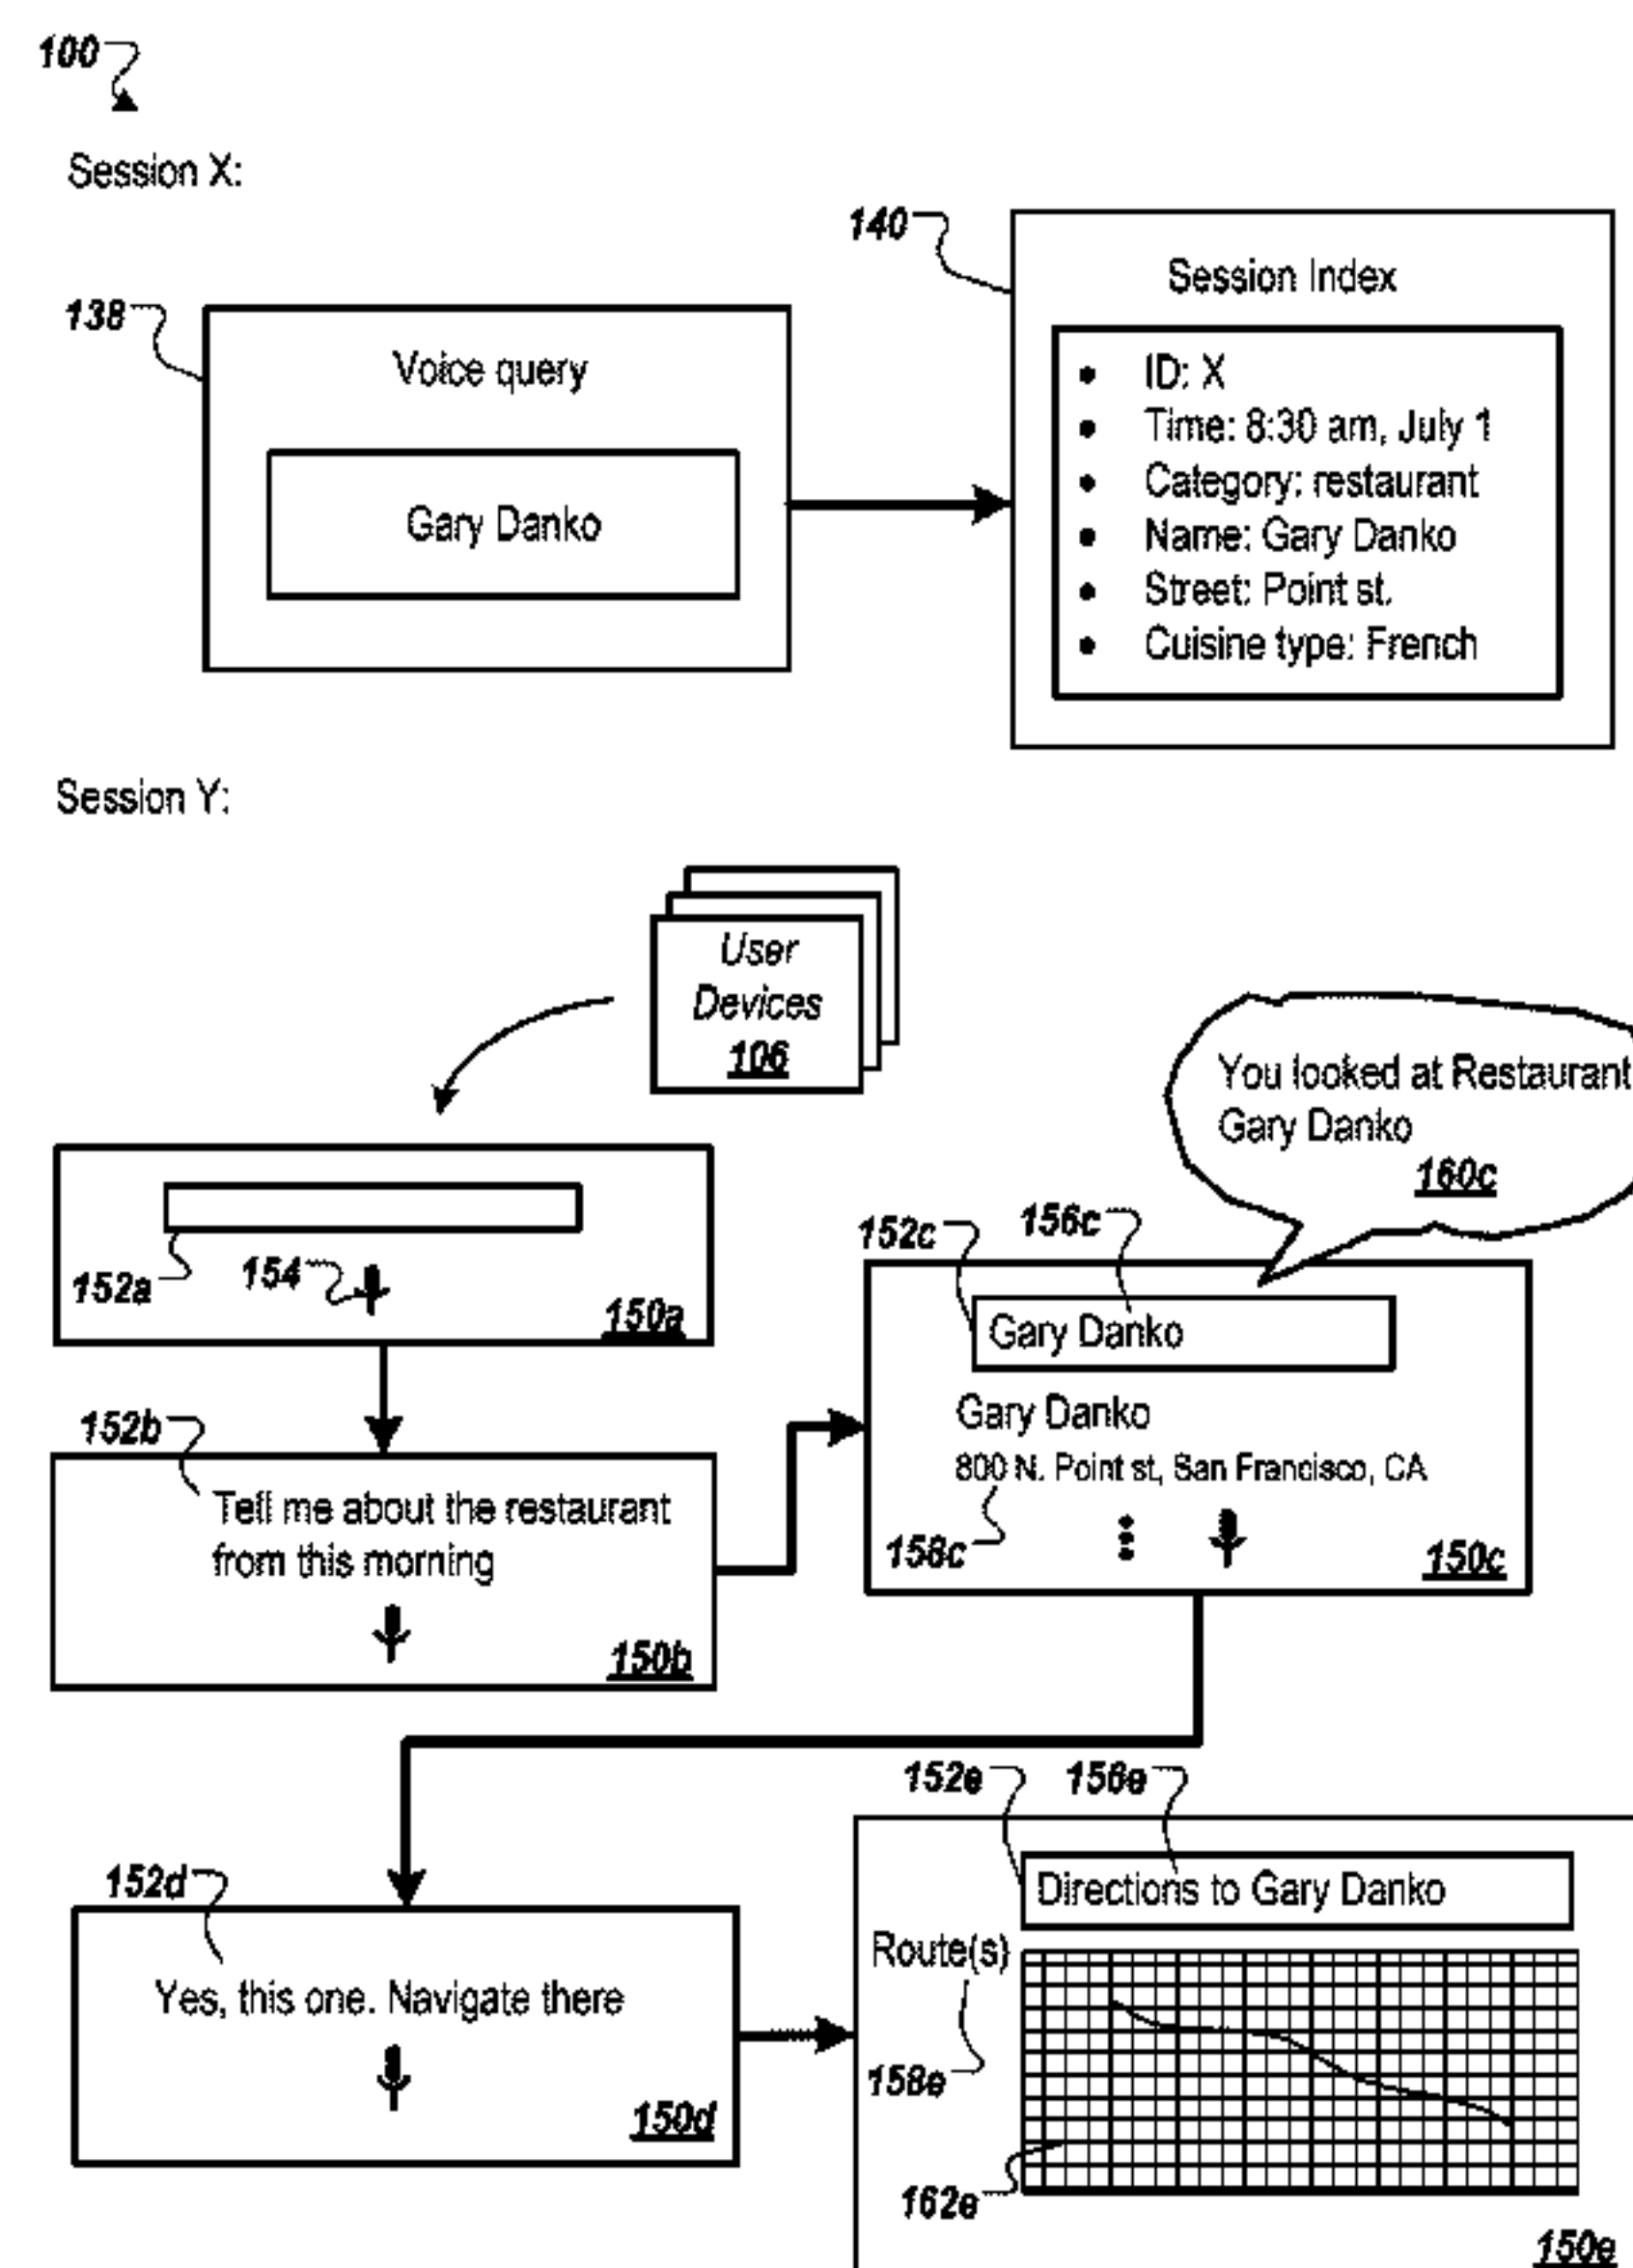 100
Session X:
140
Session Index
138
Voice query
Gary Danko
• ID: X
• Time: 8:30 am, July 1
• Category: restaurant
• Name: Gary Danko
• Street: Point st.
• Cuisine type: French
Session Y:
User
Devices
106
You looked at Restaurant
Gary Danko
160c
152a
154
150a
152c
156c
Gary Danko
Gary Danko
800 N. Point st, San Francisco, CA
158c
150c
152b
Tell me about the restaurant
from this morning
150b
152d
Yes, this one. Navigate there
150d
152e
156e
Directions to Gary Danko
Route(s)
158e
162e
150e